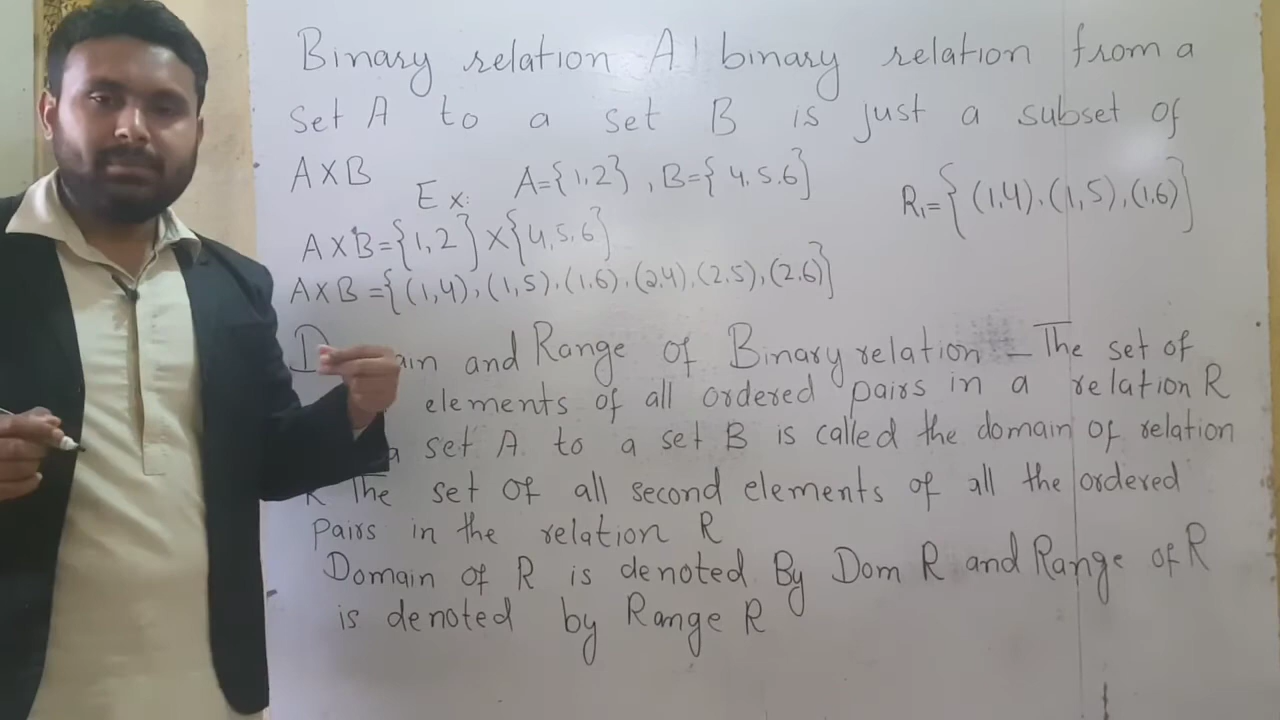 Binary relation A| binary relation from a
set A to a set B is just a subset of
AXB
Ex: A={1,2}, B={4.5.6}
R₁={(1,4).(1,5),(1.6)}
AXB={1,2}X{4,5.6}
AXB={(1,4),(1,5).(1.6).(2,4).(2.5),(2.6)}
D ain and Range of Binary relation – The set of
elements of all ordered pairs in a relation R
a set A to a set B is called the domain of relation
R The set of all second elements of all the ordered
Pairs in the relation R
Domain of R is denoted By Dom R and Range of R
is denoted by Range R